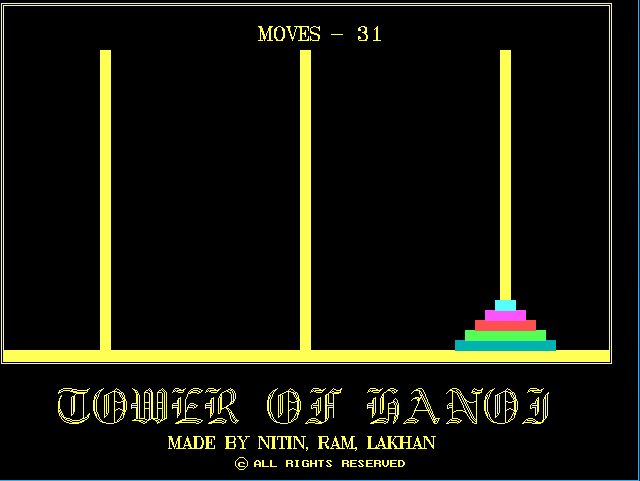 MOVES - 31
TOWER OF HANOI
MADE BY NITIN, RAM, LAKHAN
© ALL RIGHTS RESERVED